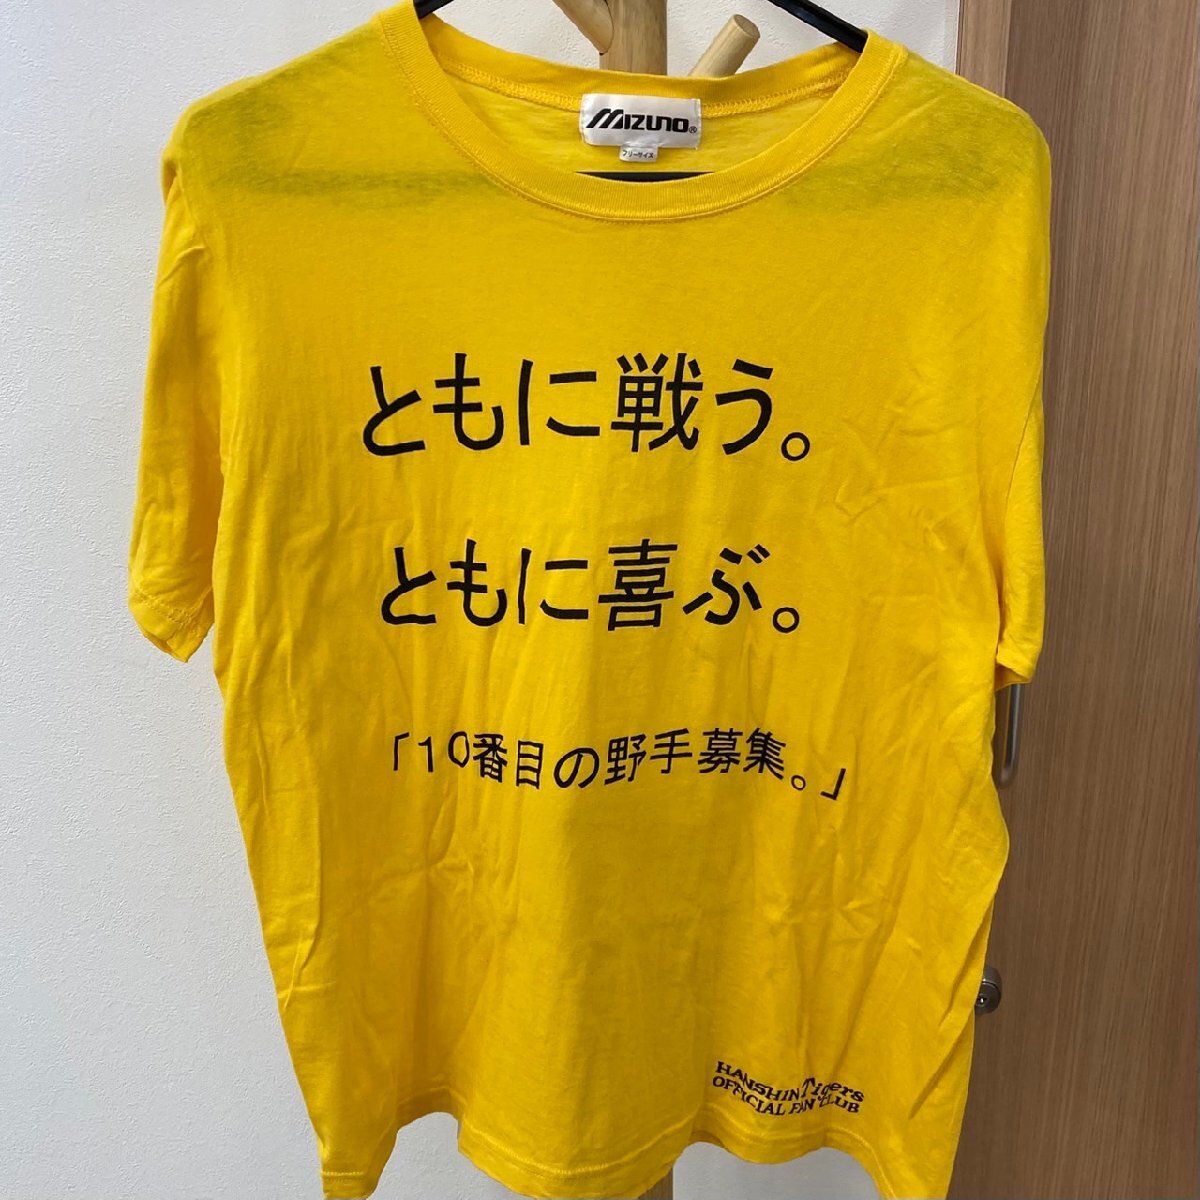 MIZUNO®
フリーサイズ
ともに戦う。
ともに喜ぶ。
「10番目の野手募集。」
HANSHIN Tigers
OFFICIAL FAN CLUB